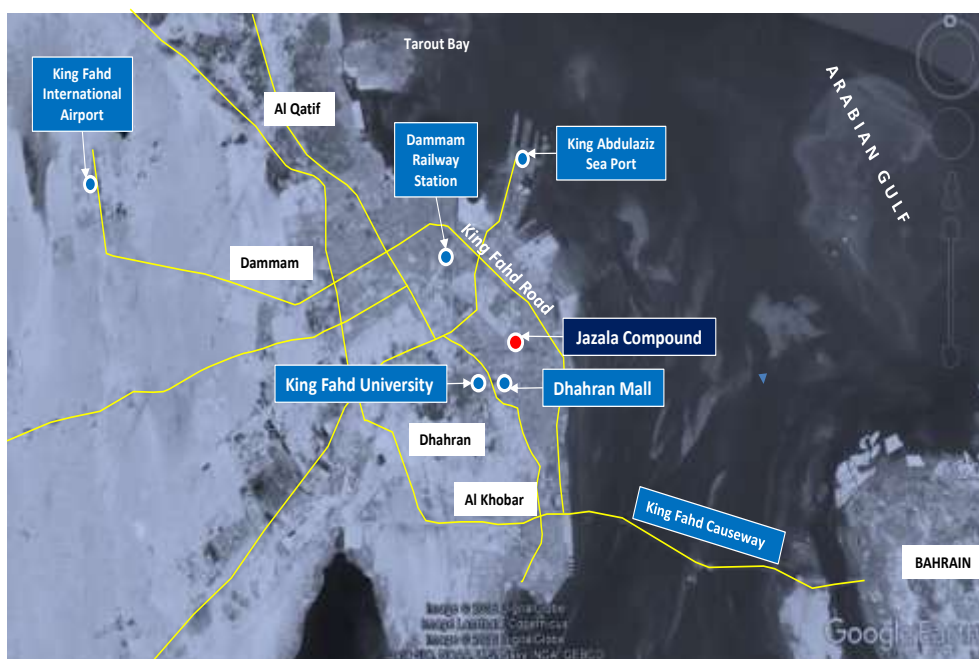 Tarout Bay
King Fahd
International
Airport
Al Qatif
ARABIAN GULF
Dammam
Railway
Station
King Abdulaziz
Sea Port
King Fahd Road
Dammam
Jazala Compound
King Fahd University
Dhahran Mall
Dhahran
Al Khobar
King Fahd Causeway
BAHRAIN
Google Earth